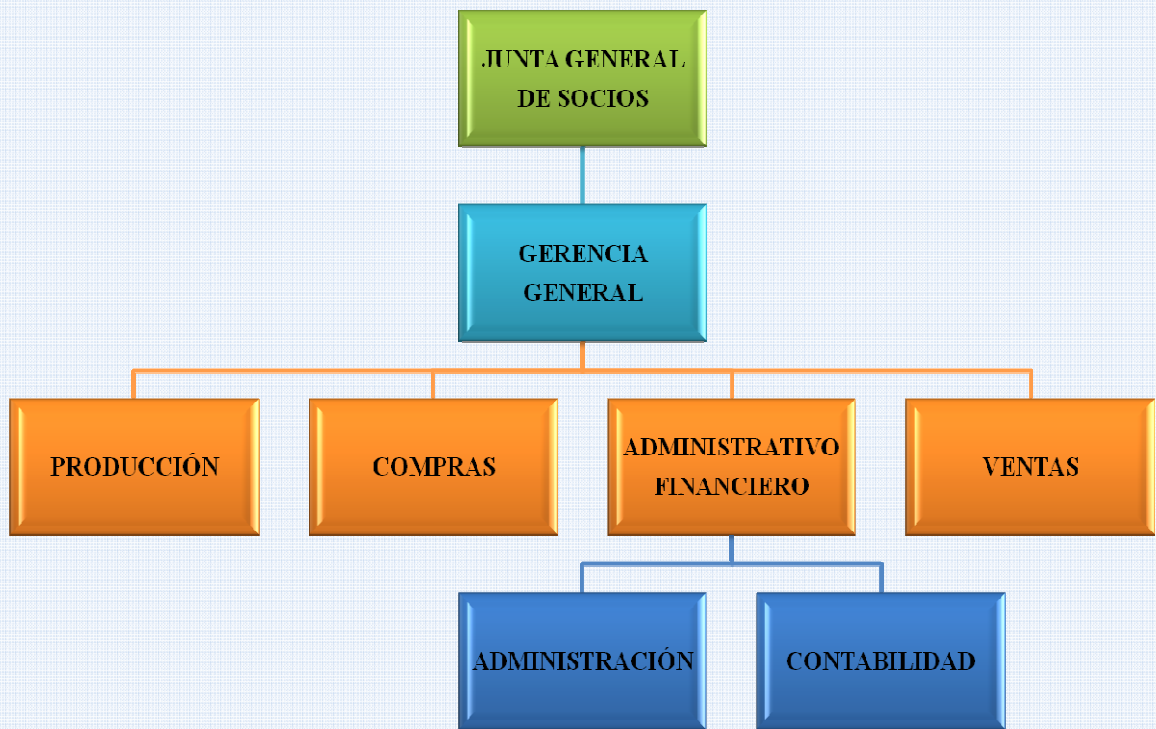 JUNTA GENERAL
DE SOCIOS
GERENCIA
GENERAL
PRODUCCIÓN
COMPRAS
ADMINISTRATIVO
FINANCIERO
VENTAS
ADMINISTRACIÓN
CONTABILIDAD